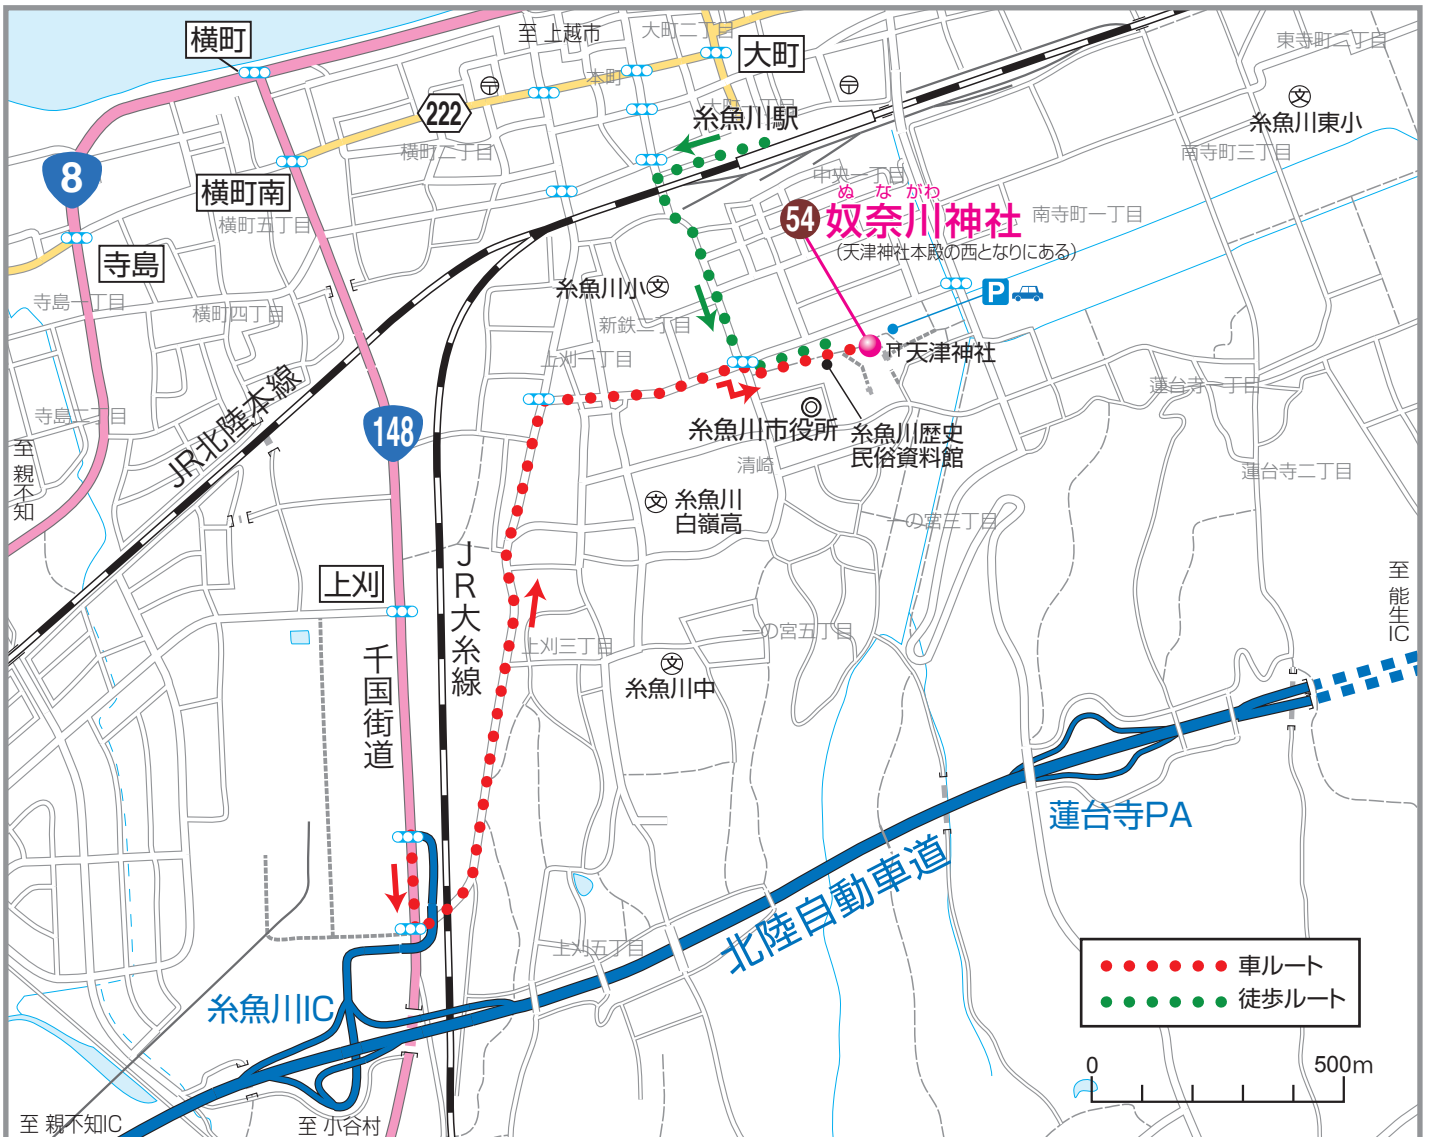 至 上越市
大町二丁目
東寺町二丁目
横町
大町
本町
222
大町一丁目
糸魚川駅
糸魚川東小
横町二丁目
南寺町三丁目
8
中央一丁目
横町南
ぬ な がわ
54 奴奈川神社
南寺町一丁目
横町五丁目
(天津神社本殿の西となりにある)
寺島
糸魚川小
P
寺島一丁目
横町四丁目
新鉄二丁目
天津神社
上刈一丁目
蓮台寺一丁目
JR北陸本線
寺島二丁目
148
糸魚川市役所
糸魚川歴史
民俗資料館
至 親不知
清崎
蓮台寺二丁目
糸魚川
白嶺高
一の宮三丁目
JR大糸線
上刈
至 能生IC
上刈三丁目
一の宮五丁目
千国街道
糸魚川中
蓮台寺PA
北陸自動車道
上刈五丁目
車ルート
徒歩ルート
糸魚川IC
0 500m
至 親不知IC
至 小谷村